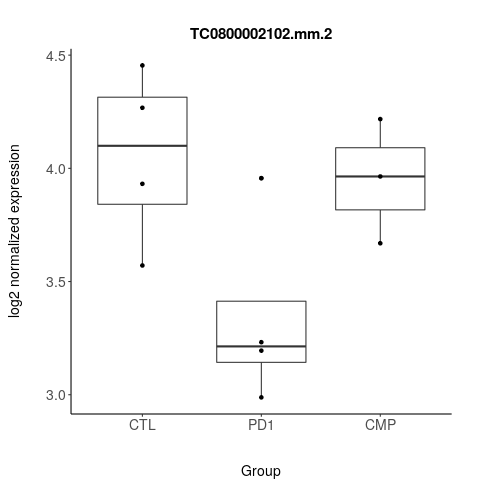 TC0800002102.mm.2
log2 normalized expression
4.5
4.0
3.5
3.0
CTL
PD1
CMP
Group